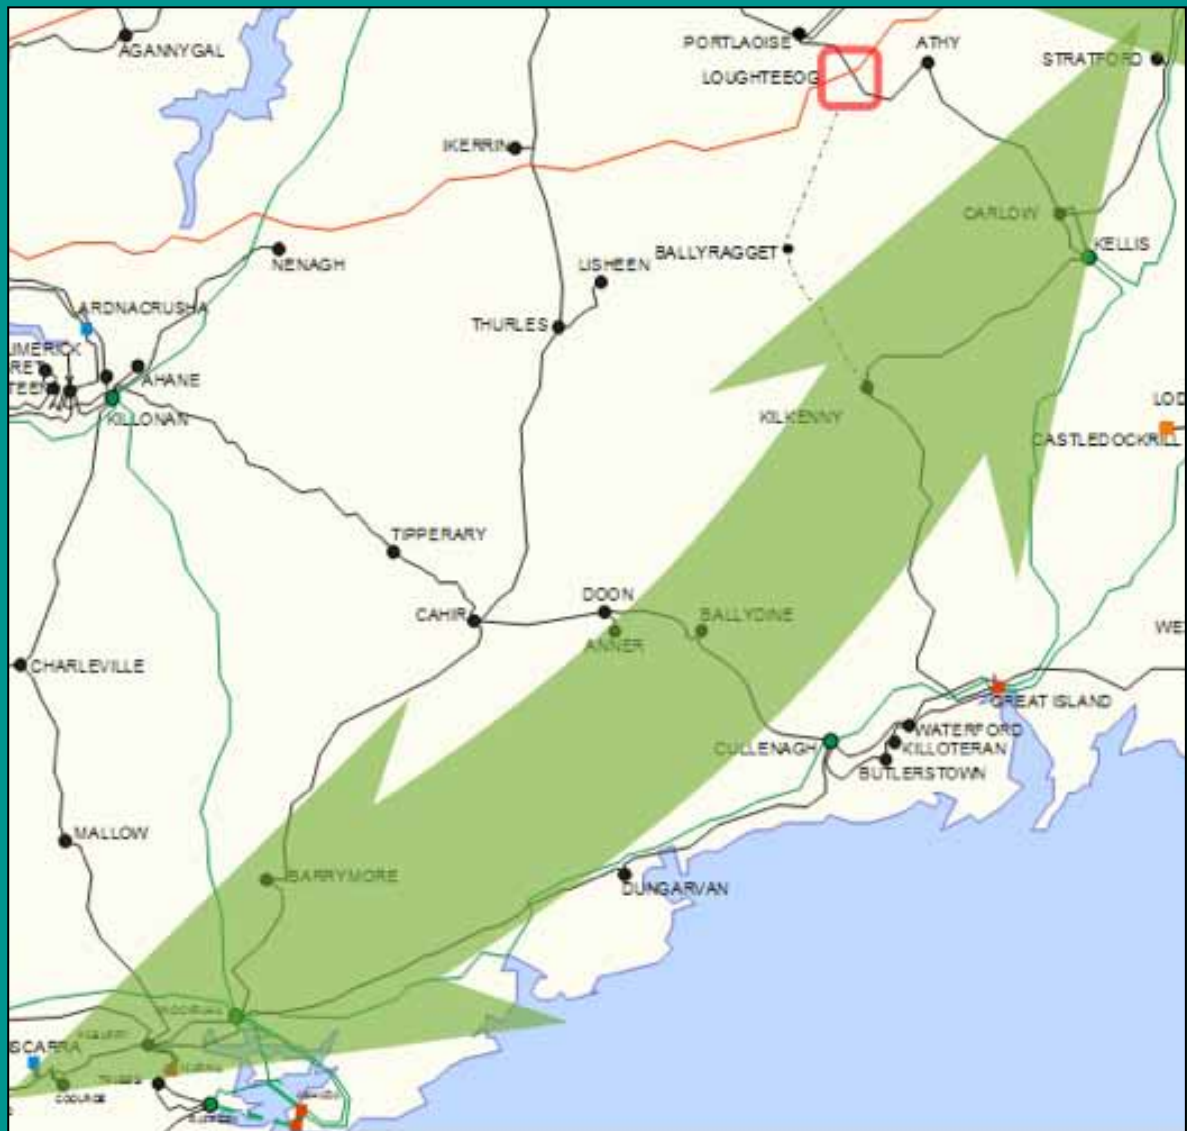 AGANNYGAL
PORTLAOISE
ATHY
STRATFORD
LOUGHTEEOG
IKERRIN
CARLOW
KELLIS
BALLYRAGGET
NENAGH
LISHEEN
ARDNACRUSHA
THURLES
LIMERICK
AHANE
KILLONAN
KILKENNY
CASTLEDOCKRILL
TIPPERARY
DOON
CAHIR
BALLYDINE
ANNER
CHARLEVILLE
GREAT ISLAND
WATERFORD
CULLENAGH
KILLOTERAN
BUTLERSTOWN
MALLOW
BARRYMORE
DUNGARVAN